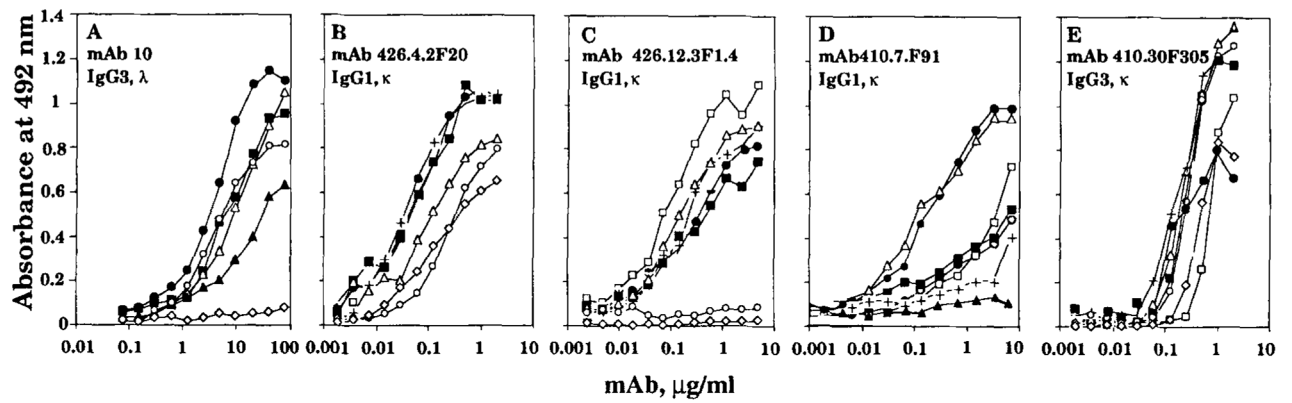 Absorbance at 492 nm
1.4
1.2
1
0.8
0.6
0.4
0.2
0
A
mAb 10
IgG3, λ
0.01 0.1 1 10 100
B
mAb 426.4.2F20
IgG1, κ
0.001 0.01 0.1 1 10
C
mAb 426.12.3F1.4
IgG1, κ
0.001 0.01 0.1 1 10
D
mAb410.7.F91
IgG1, κ
0.001 0.01 0.1 1 10
E
mAb 410.30F305
IgG3, κ
0.001 0.01 0.1 1 10
mAb, µg/ml